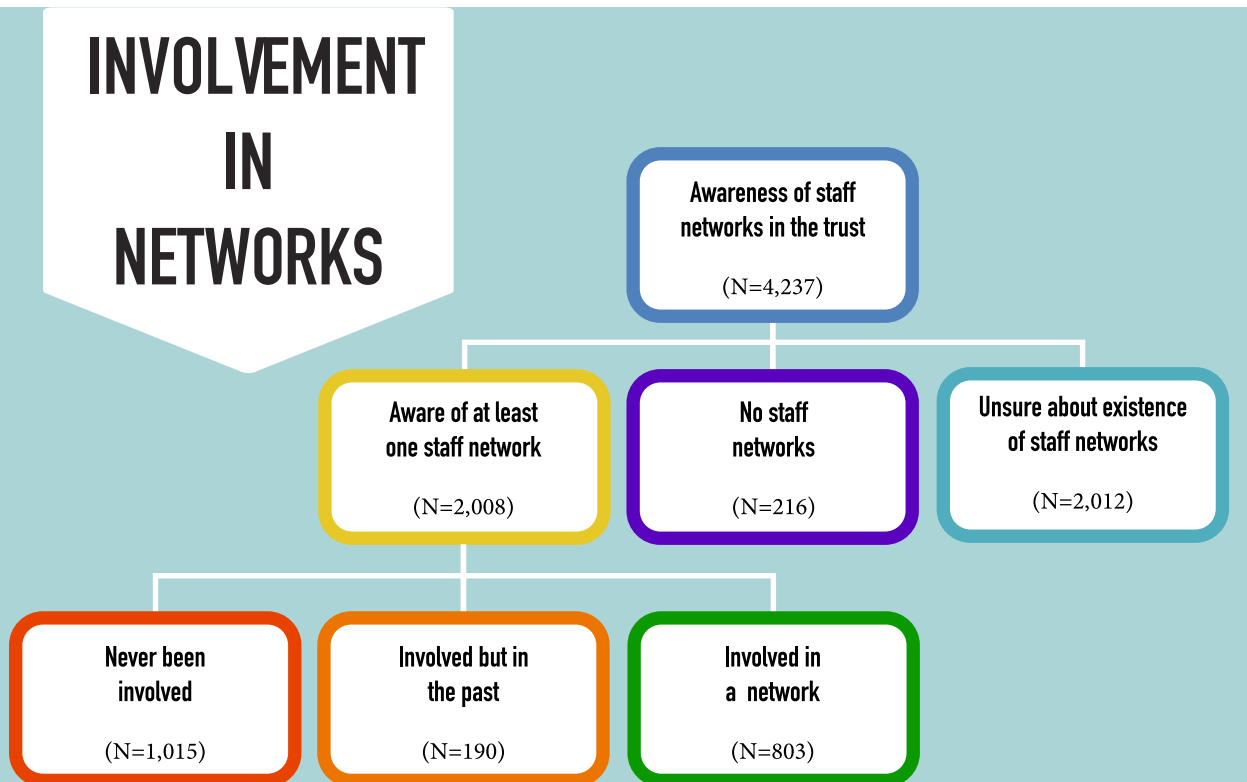 INVOLVEMENT
IN
NETWORKS
Awareness of staff
networks in the trust
(N=4,237)
Aware of at least
one staff network
(N=2,008)
No staff
networks
(N=216)
Unsure about existence
of staff networks
(N=2,012)
Never been
involved
(N=1,015)
Involved but in
the past
(N=190)
Involved in
a network
(N=803)